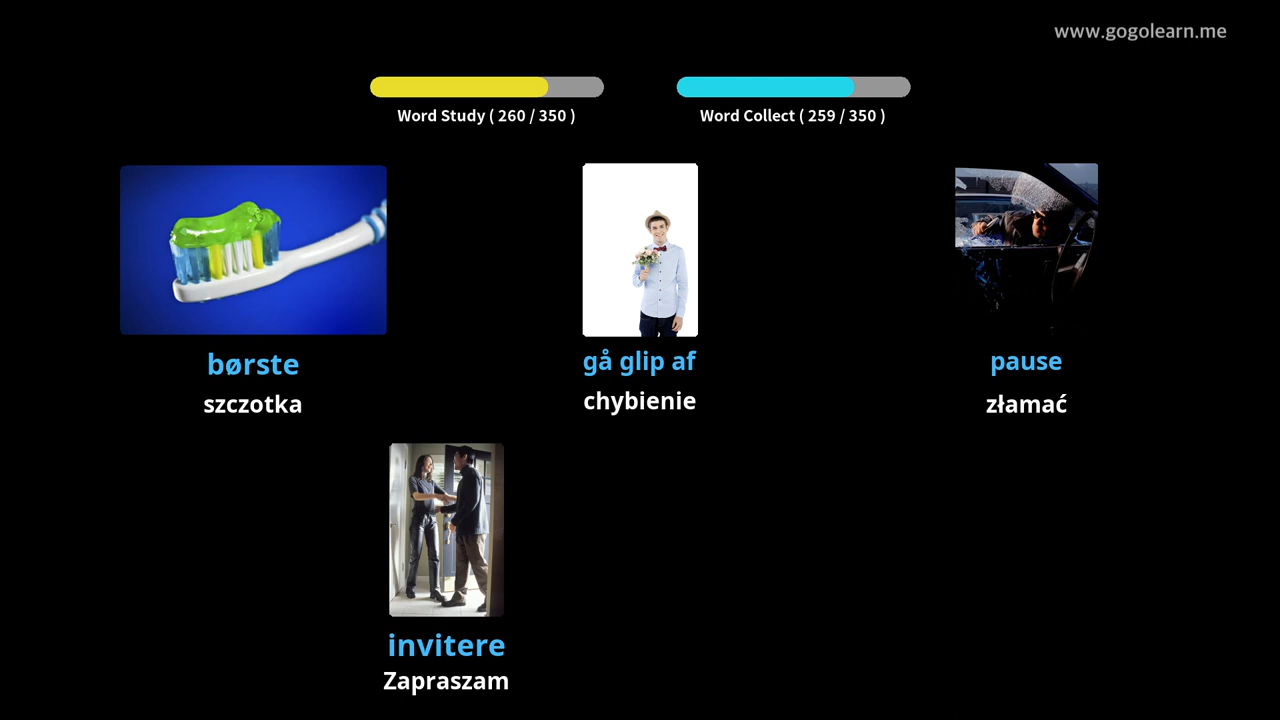 www.gogolearn.me
Word Study ( 260 / 350 )
Word Collect ( 259 / 350 )
børste
szczotka
gå glip af
chybienie
pause
złamać
invitere
Zapraszam